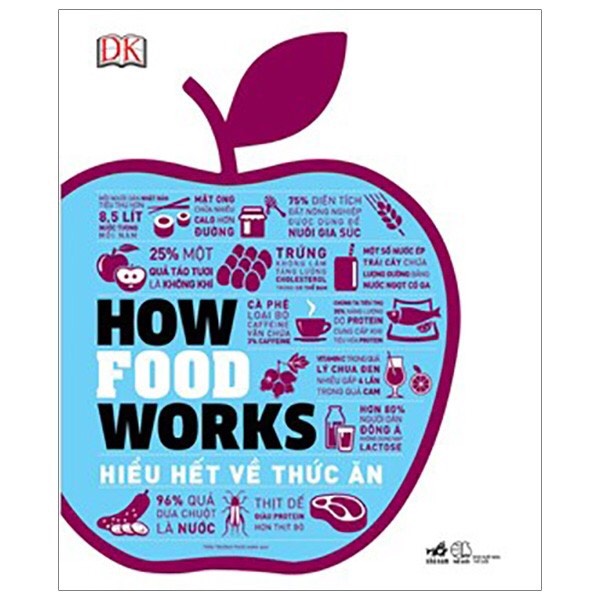 DK
MỖI NGƯỜI DÂN NHẬT BẢN
TIÊU THỤ HƠN
8,5 LÍT
NƯỚC TƯƠNG
MỖI NĂM
MẬT ONG
CHỨA NHIỀU
CALO HƠN
ĐƯỜNG
75% DIỆN TÍCH
ĐẤT NÔNG NGHIỆP
ĐƯỢC DÙNG ĐỂ
NUÔI GIA SÚC
25% MỘT
QUẢ TÁO TƯƠI
LÀ KHÔNG KHÍ
TRỨNG
KHÔNG LÀM
TĂNG LƯỢNG
CHOLESTEROL
TRONG CƠ THỂ BẠN
MỘT SỐ NƯỚC ÉP
TRÁI CÂY CHỨA
LƯỢNG ĐƯỜNG BẰNG
NƯỚC NGỌT CÓ GA
CÀ PHÊ
LOẠI BỎ
CAFFEINE
VẪN CHỨA
3% CAFFEINE
CHÚNG TA TIÊU TỐN
NĂNG LƯỢNG
DO PROTEIN
CUNG CẤP KHI
TIÊU HÓA PROTEIN
HOW
FOOD
WORKS
VITAMIN C TRONG QUẢ
LÝ CHUA ĐEN
NHIỀU GẤP 4 LẦN
TRONG QUẢ CAM
HƠN 80%
NGƯỜI DÂN
ĐÔNG Á
KHÔNG DUNG NẠP
LACTOSE
HIỂU HẾT VỀ THỨC ĂN
96% QUẢ
DƯA CHUỘT
LÀ NƯỚC
THỊT DẾ
GIÀU PROTEIN
HƠN THỊT BÒ
NHÃ NAM
THẾ GIỚI